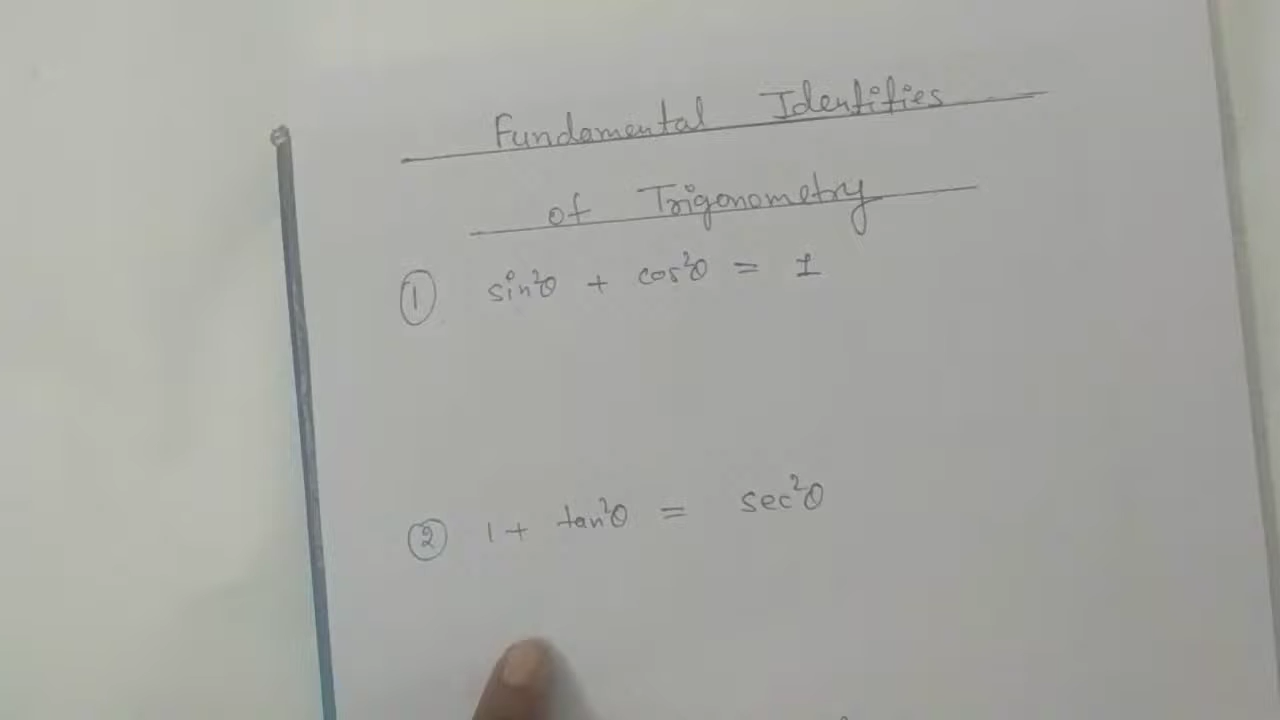 Fundamental Identities
of Trigonometry
① sin²θ + cos²θ = 1
② 1 + tan²θ = sec²θ